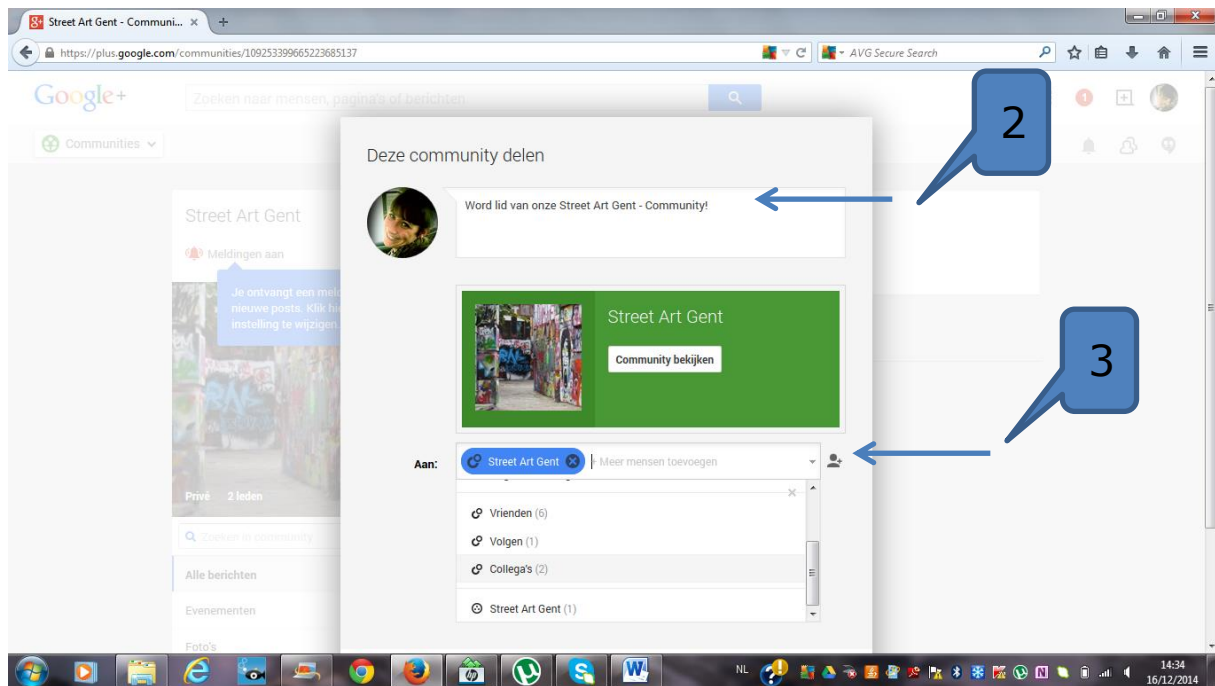 Street Art Gent - Communi...
https://plus.google.com/communities/109253399665223685137
AVG Secure Search
Google+
Zoeken naar mensen, pagina's of berichten
1
2
Communities
Deze community delen
Word lid van onze Street Art Gent - Community!
Street Art Gent
Meldingen aan
Je ontvangt een meld
nieuwe posts. Klik hi
instelling te wijzigen.
Street Art Gent
Community bekijken
3
Aan:
Street Art Gent
+ Meer mensen toevoegen
Privé 2 leden
Vrienden (6)
Zoeken in community
Volgen (1)
Collega's (2)
Alle berichten
Street Art Gent (1)
Evenementen
Foto's
NL
14:34
16/12/2014